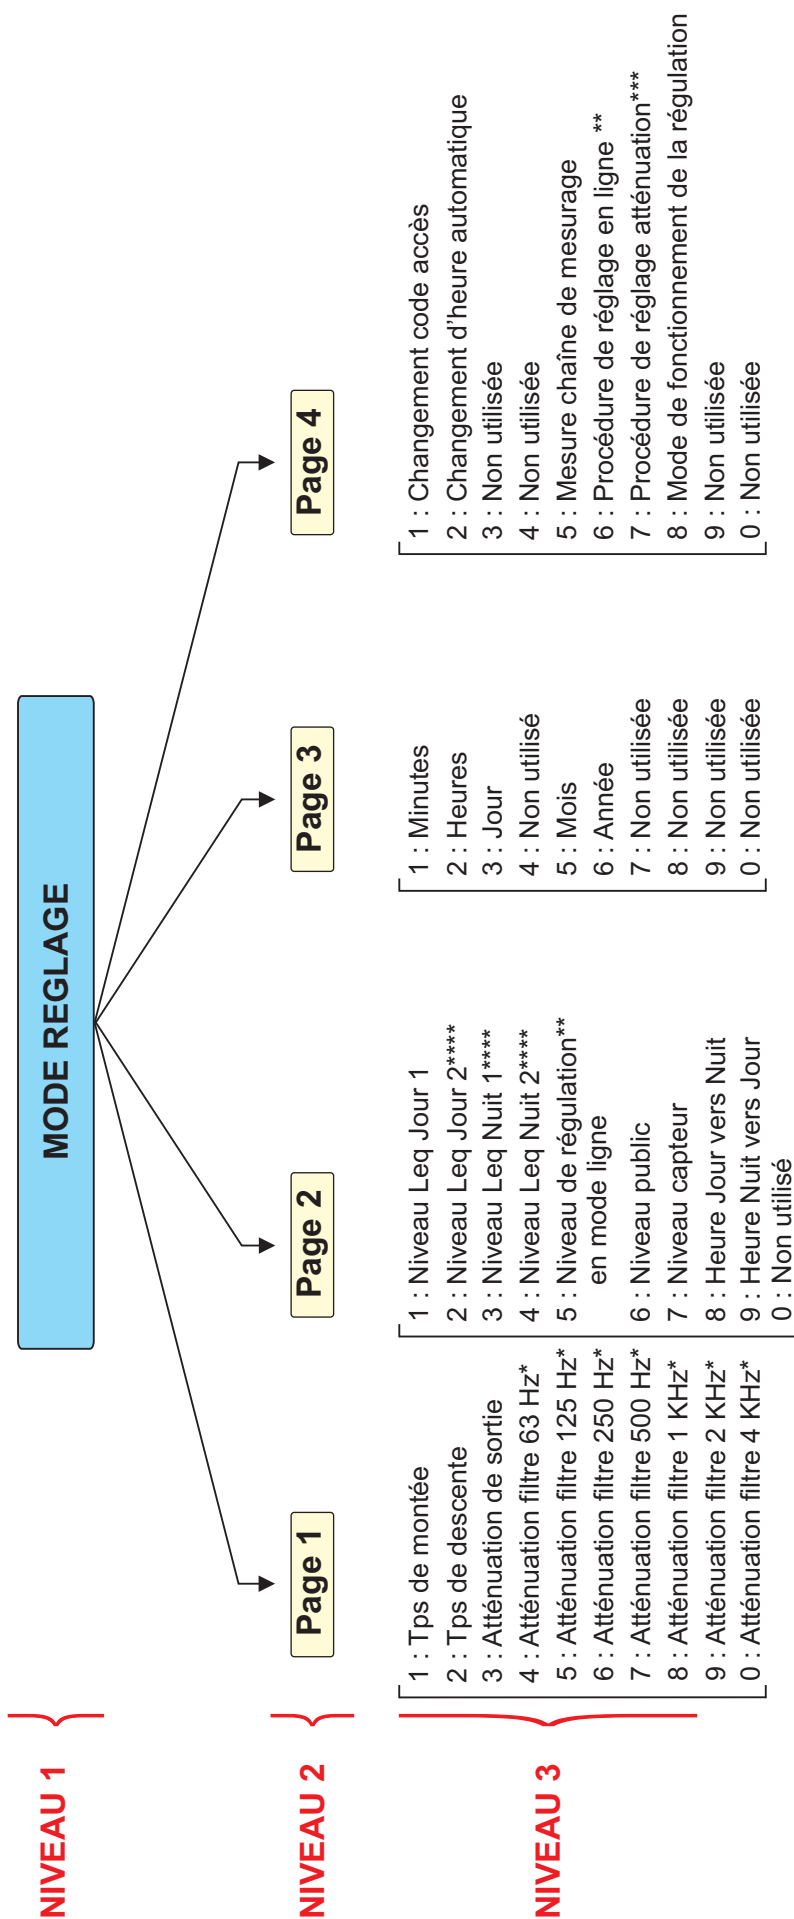 NIVEAU 1
MODE REGLAGE
NIVEAU 2
Page 1
Page 2
Page 3
Page 4
NIVEAU 3
1 : Tps de montée
2 : Tps de descente
3 : Atténuation de sortie
4 : Atténuation filtre 63 Hz*
5 : Atténuation filtre 125 Hz*
6 : Atténuation filtre 250 Hz*
7 : Atténuation filtre 500 Hz*
8 : Atténuation filtre 1 KHz*
9 : Atténuation filtre 2 KHz*
0 : Atténuation filtre 4 KHz*
1 : Niveau Leq Jour 1
2 : Niveau Leq Jour 2****
3 : Niveau Leq Nuit 1****
4 : Niveau Leq Nuit 2****
5 : Niveau de régulation**
en mode ligne
6 : Niveau public
7 : Niveau capteur
8 : Heure Jour vers Nuit
9 : Heure Nuit vers Jour
0 : Non utilisé
1 : Minutes
2 : Heures
3 : Jour
4 : Non utilisé
5 : Mois
6 : Année
7 : Non utilisée
8 : Non utilisée
9 : Non utilisée
0 : Non utilisée
1 : Changement code accès
2 : Changement d'heure automatique
3 : Non utilisée
4 : Non utilisée
5 : Mesure chaîne de mesurage
6 : Procédure de réglage en ligne **
7 : Procédure de réglage atténuation***
8 : Mode de fonctionnement de la régulation
9 : Non utilisée
0 : Non utilisée